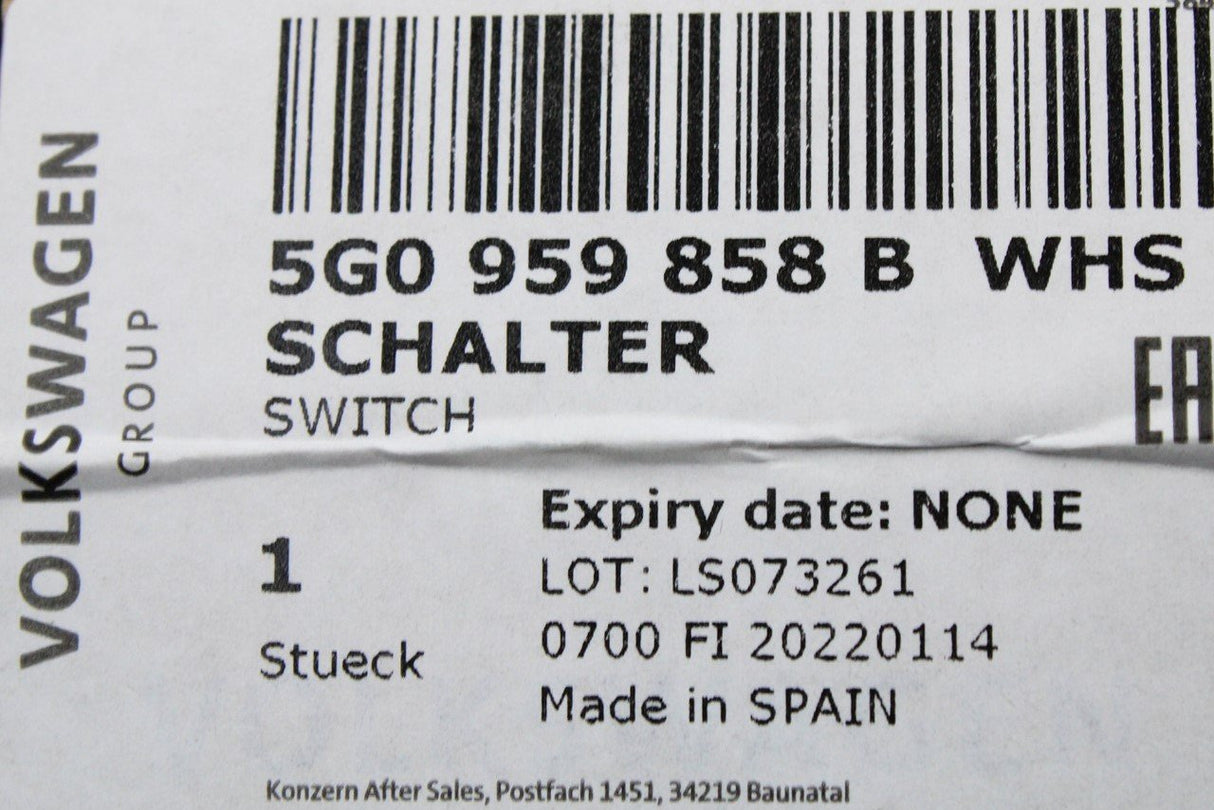 VOLKSWAGEN
GROUP
5G0 959 858 B WHS
SCHALTER
SWITCH
EA
1
Stueck
Expiry date: NONE
LOT: LS073261
0700 FI 20220114
Made in SPAIN
Konzern After Sales, Postfach 1451, 34219 Baunatal